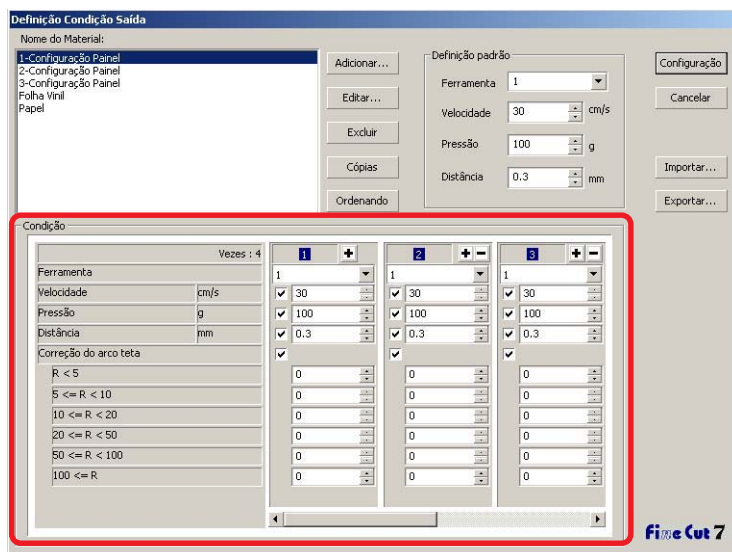 Definição Condição Saída
Nome do Material:
1-Configuração Painel
2-Configuração Painel
3-Configuração Painel
Folha Vinil
Papel
Adicionar...
Editar...
Excluir
Cópias
Ordenando
Definição padrão
Ferramenta 1
Velocidade 30 cm/s
Pressão 100 g
Distância 0.3 mm
Configuração
Cancelar
Importar...
Exportar...
Condição
Vezes : 4 1 + 2 + - 3 + -
Ferramenta 1 1 1
Velocidade cm/s 30 30 30
Pressão g 100 100 100
Distância mm 0.3 0.3 0.3
Correção do arco teta
R < 5 0 0 0
5 <= R < 10 0 0 0
10 <= R < 20 0 0 0
20 <= R < 50 0 0 0
50 <= R < 100 0 0 0
100 <= R 0 0 0
Fine Cut 7